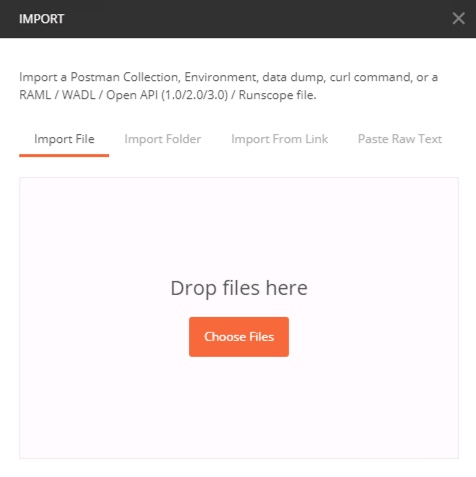 IMPORT
Import a Postman Collection, Environment, data dump, curl command, or a
RAML / WADL / Open API (1.0/2.0/3.0) / Runscope file.
Import File Import Folder Import From Link Paste Raw Text
Drop files here
Choose Files